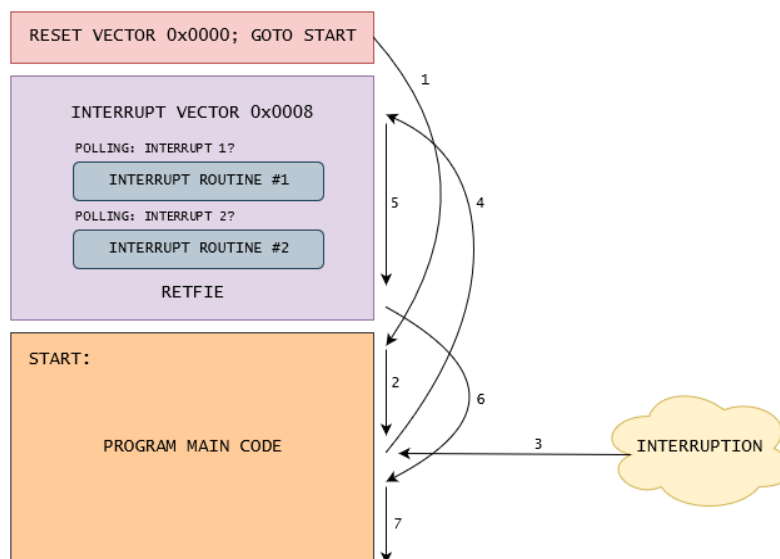 RESET VECTOR 0x0000; GOTO START
1
INTERRUPT VECTOR 0x0008
POLLING: INTERRUPT 1?
INTERRUPT ROUTINE #1
5
4
POLLING: INTERRUPT 2?
INTERRUPT ROUTINE #2
RETFIE
START:
2
6
PROGRAM MAIN CODE
3
INTERRUPTION
7